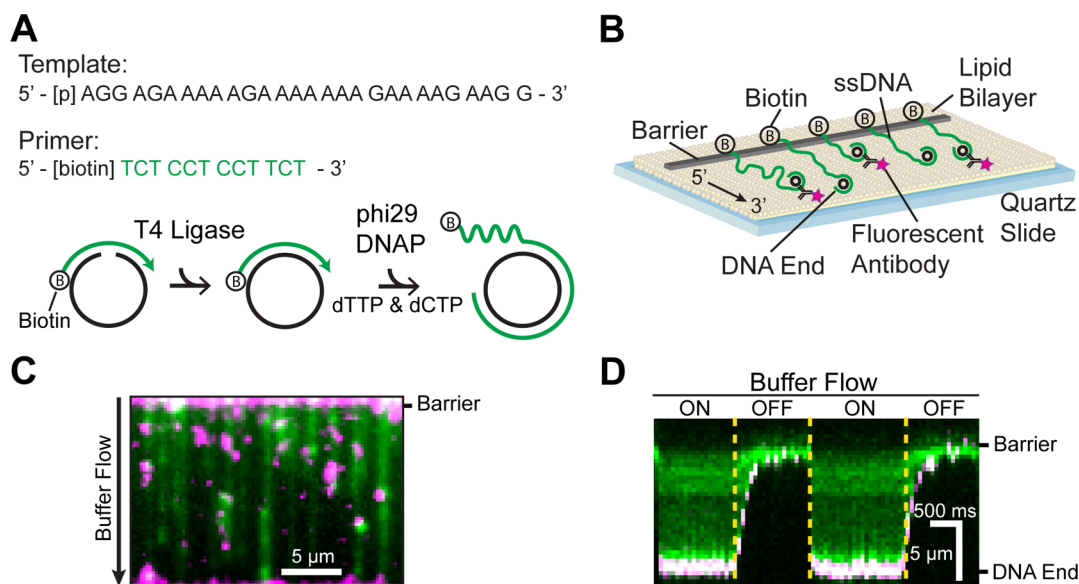 A
Template:
5' - [p] AGG AGA AAA AGA AAA AAA GAA AAG AAG G - 3'
Primer:
5' - [biotin] TCT CCT CCT TCT - 3'
T4 Ligase
phi29
DNAP
B
B
B
Biotin
dTTP & dCTP
B
Biotin
ssDNA
Lipid
Bilayer
Barrier
B
B
B
B
B
5'
3'
Quartz
Slide
Fluorescent
Antibody
DNA End
C
Barrier
Buffer Flow
5 µm
D
Buffer Flow
ON OFF ON OFF
Barrier
500 ms
5 µm
DNA End